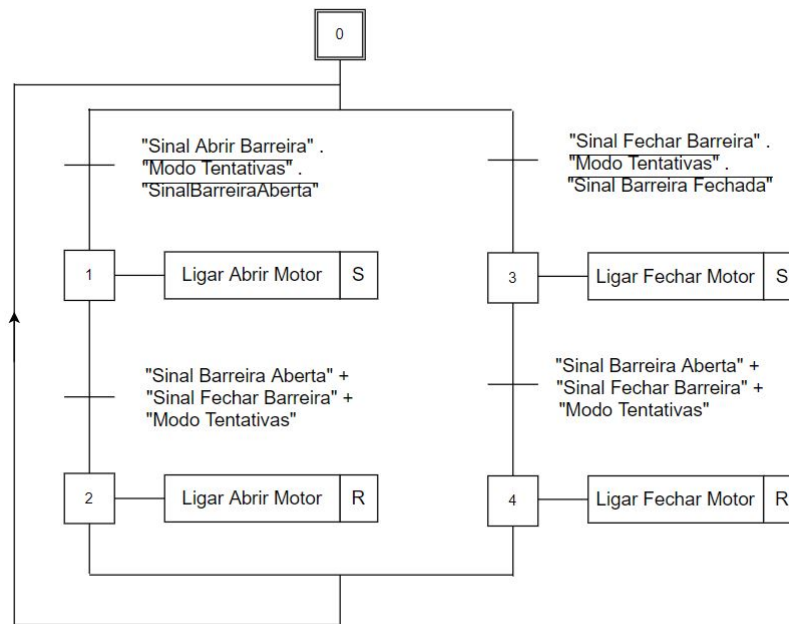 0
"Sinal Abrir Barreira" .
"Modo Tentativas" .
"SinalBarreiraAberta"
"Sinal Fechar Barreira" .
"Modo Tentativas" .
"Sinal Barreira Fechada"
1
Ligar Abrir Motor
S
3
Ligar Fechar Motor
S
"Sinal Barreira Aberta" +
"Sinal Fechar Barreira" +
"Modo Tentativas"
"Sinal Barreira Aberta" +
"Sinal Fechar Barreira" +
"Modo Tentativas"
2
Ligar Abrir Motor
R
4
Ligar Fechar Motor
R